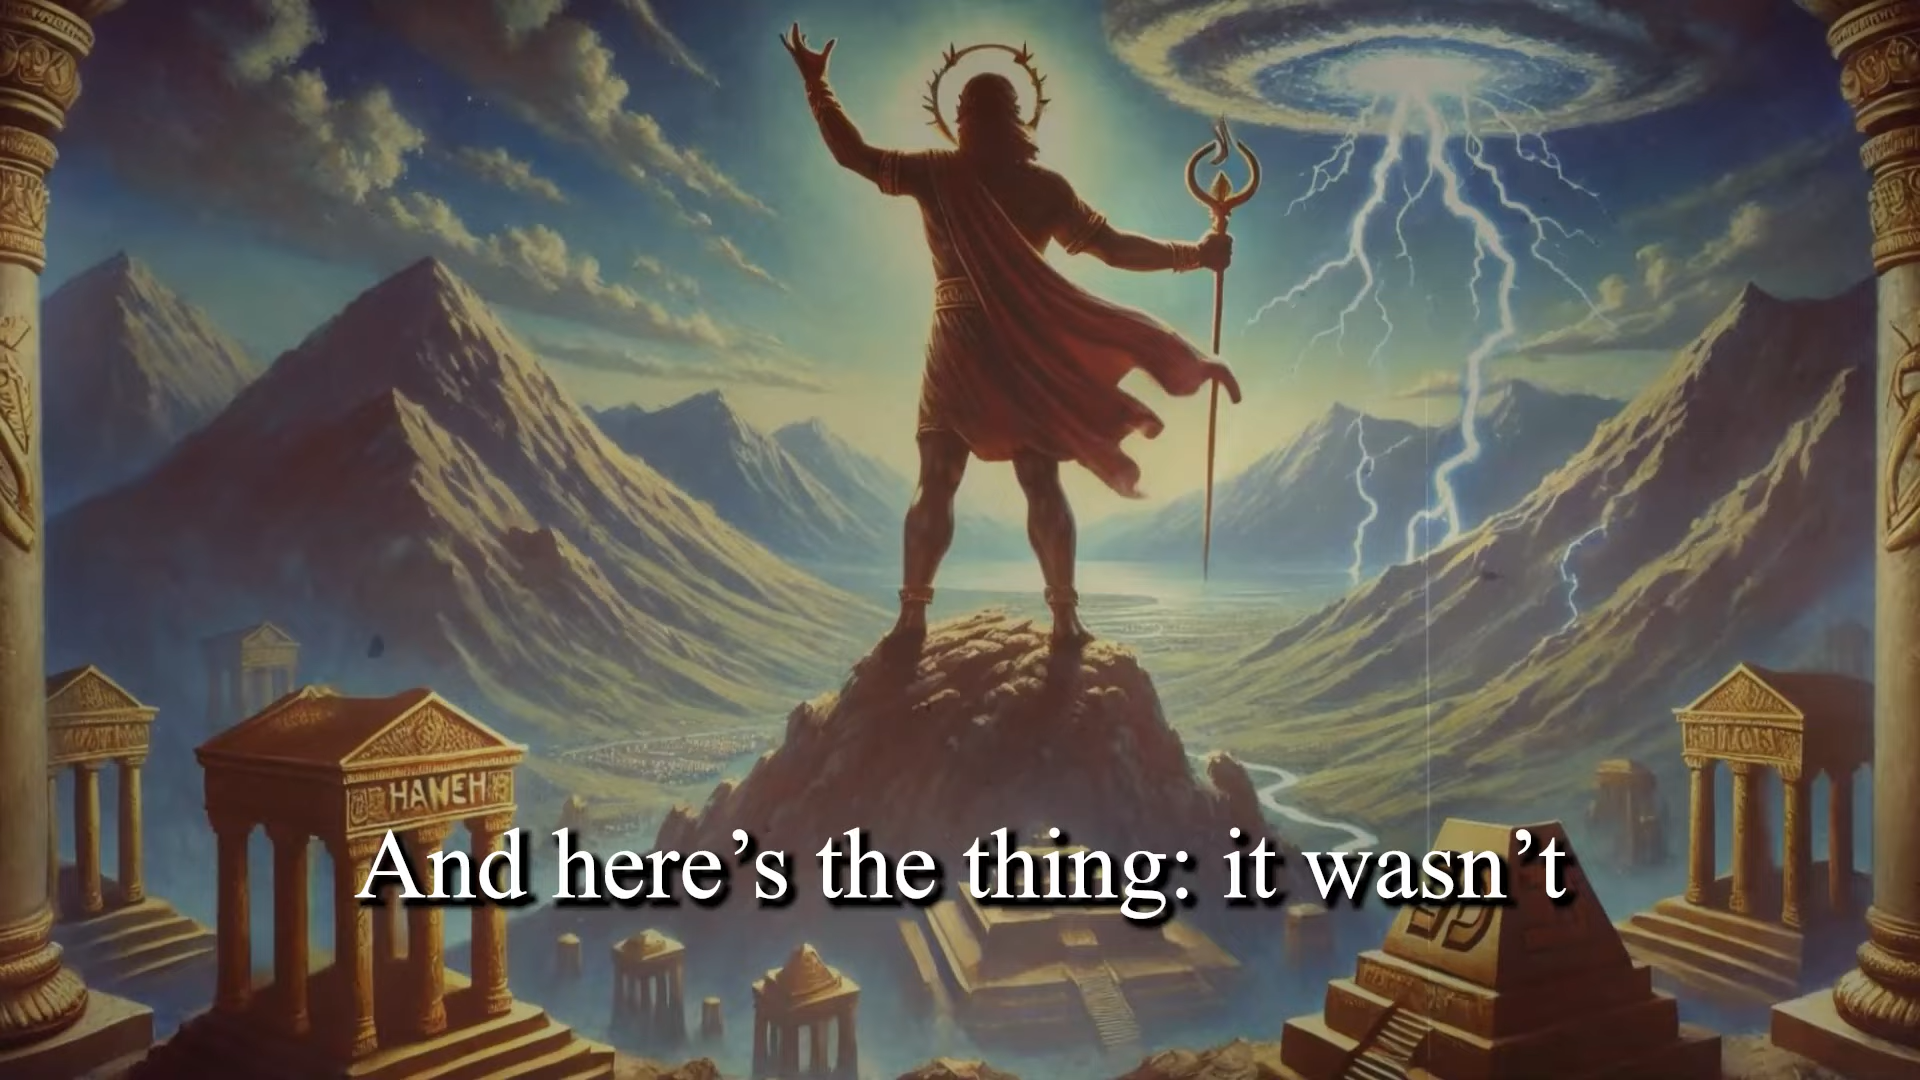 HANEH
And here’s the thing: it wasn’t